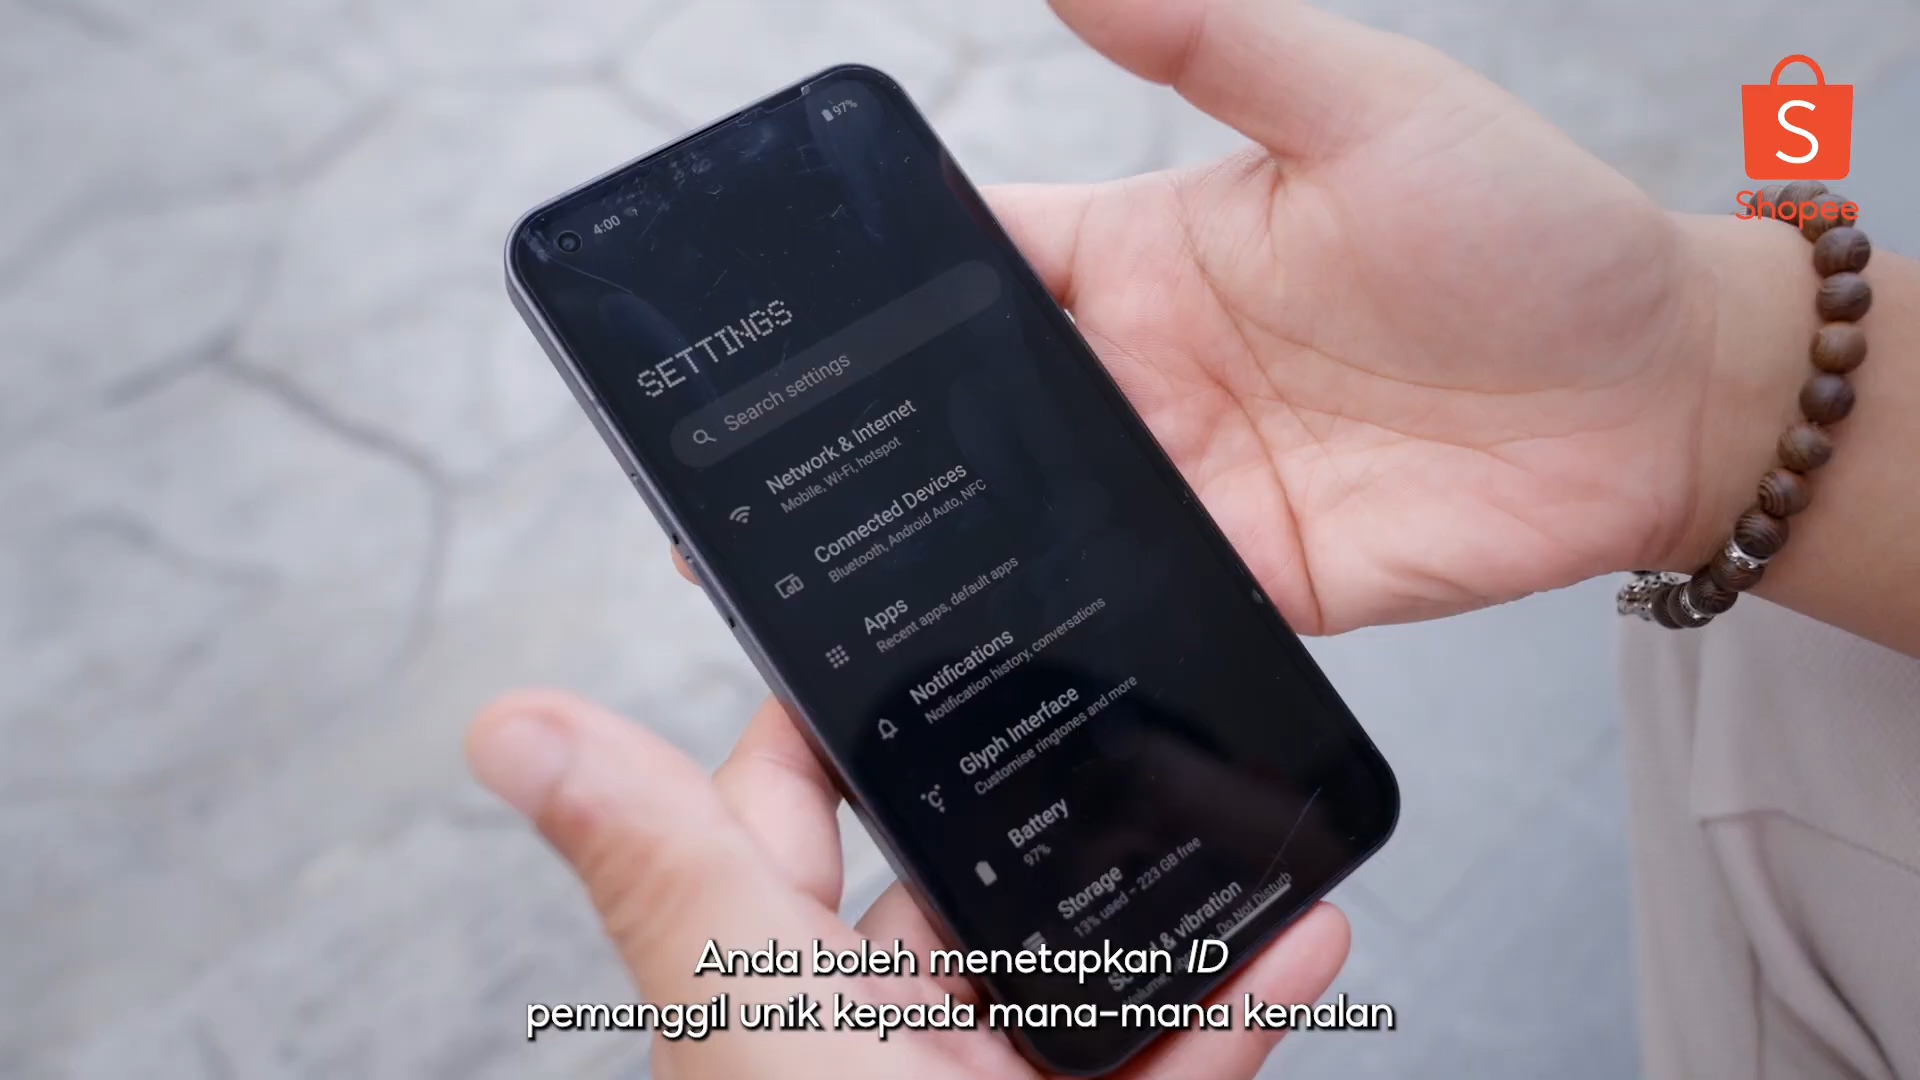 Shopee
97%
4:00
SETTINGS
Search settings
Network & Internet
Mobile, Wi-Fi, hotspot
Connected Devices
Bluetooth, Android Auto, NFC
Apps
Recent apps, default apps
Notifications
Notification history, conversations
Glyph Interface
Customise ringtones and more
Battery
97%
Storage
13% used – 223 GB free
& vibration
Do Not Disturb
Anda boleh menetapkan ID
pemanggil unik kepada mana-mana kenalan